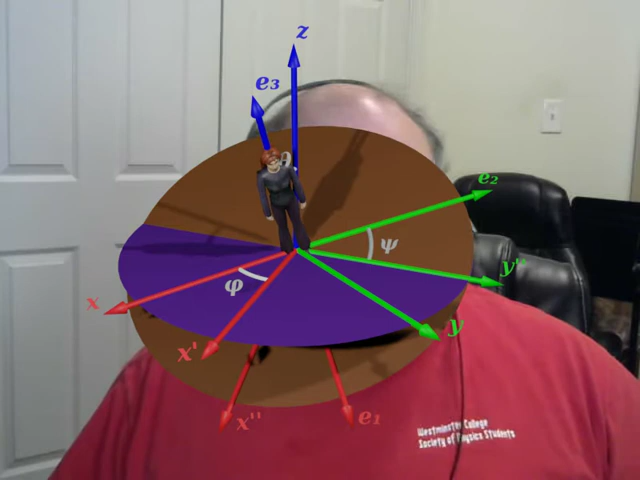 z
e₃
e₂
ψ
y''
x
φ
y
x'
x''
e₁
Westminster College
Society of Physics Students